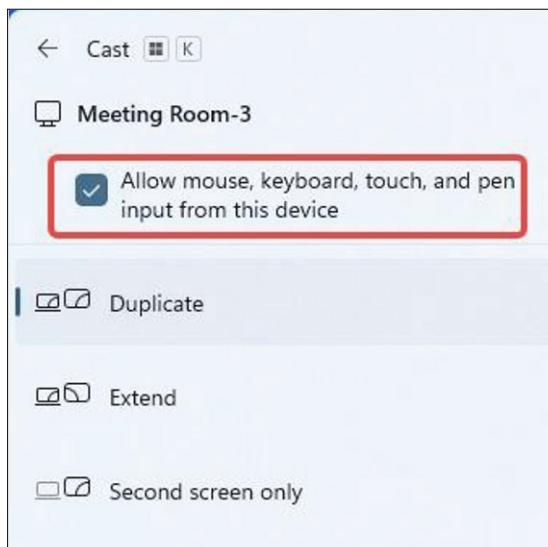 Cast K
Meeting Room-3
Allow mouse, keyboard, touch, and pen
input from this device
Duplicate
Extend
Second screen only